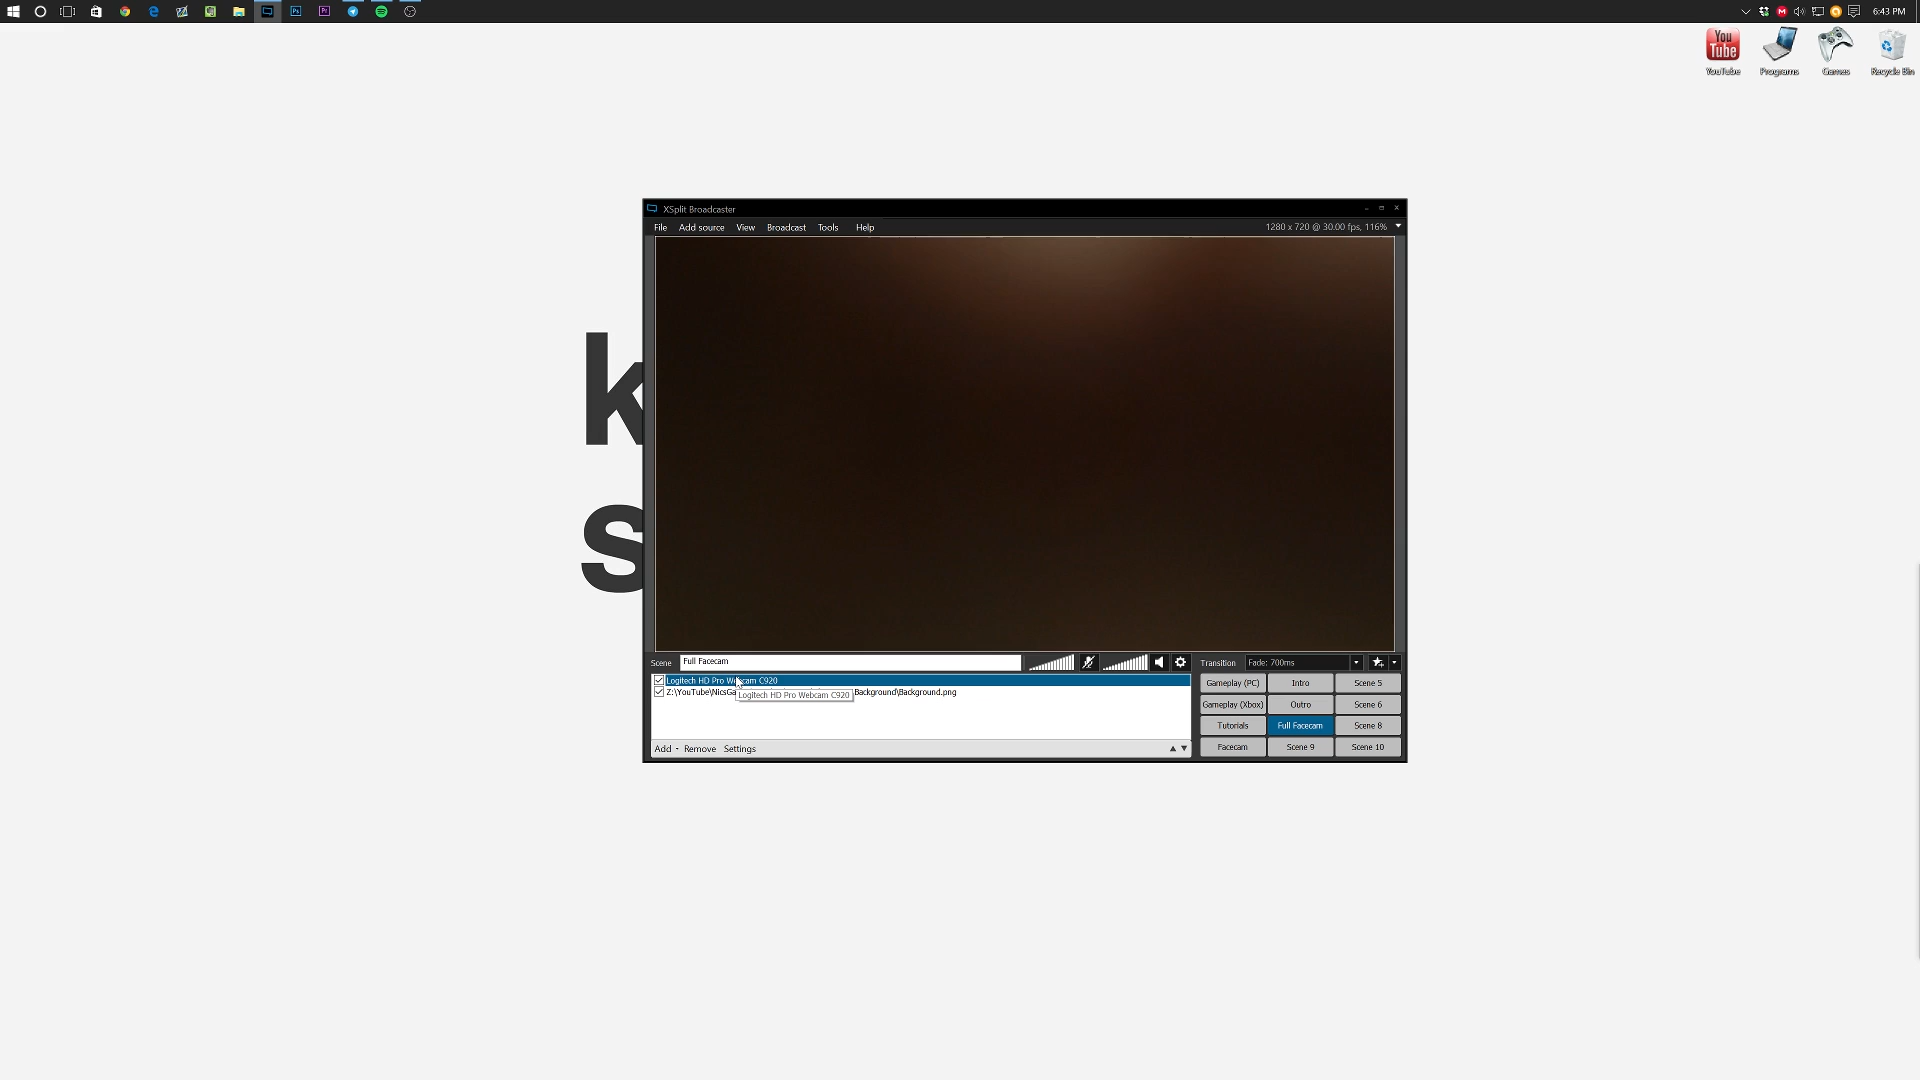 6:43 PM
You
Tube
YouTube
Programs
Games
Recycle Bin
k
s
XSplit Broadcaster
File Add source View Broadcast Tools Help
1280 x 720 @ 30.00 fps, 116%
Scene Full Facecam
Transition Fade: 700ms
Logitech HD Pro Webcam C920
Z:\YouTube\NicsGa
Background\Background.png
Logitech HD Pro Webcam C920
Add - Remove Settings
Gameplay (PC) Intro Scene 5
Gameplay (Xbox) Outro Scene 6
Tutorials Full Facecam Scene 8
Facecam Scene 9 Scene 10